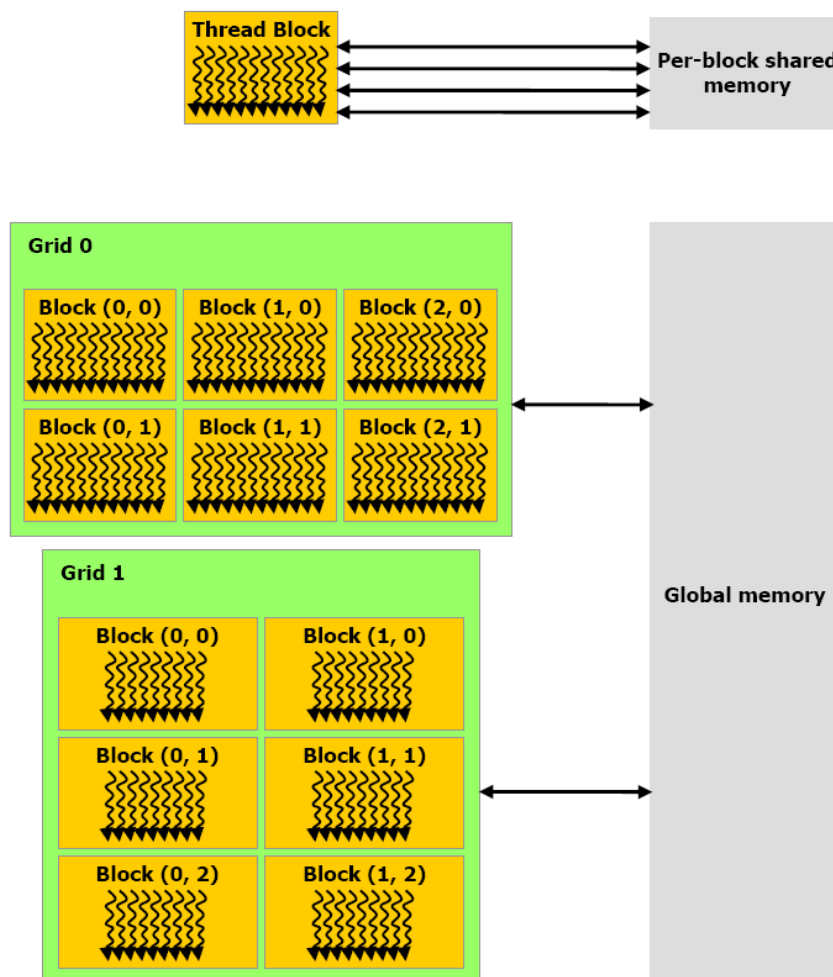 Thread Block
Per-block shared
memory
Grid 0
Block (0, 0) Block (1, 0) Block (2, 0)
Block (0, 1) Block (1, 1) Block (2, 1)
Global memory
Grid 1
Block (0, 0) Block (1, 0)
Block (0, 1) Block (1, 1)
Block (0, 2) Block (1, 2)